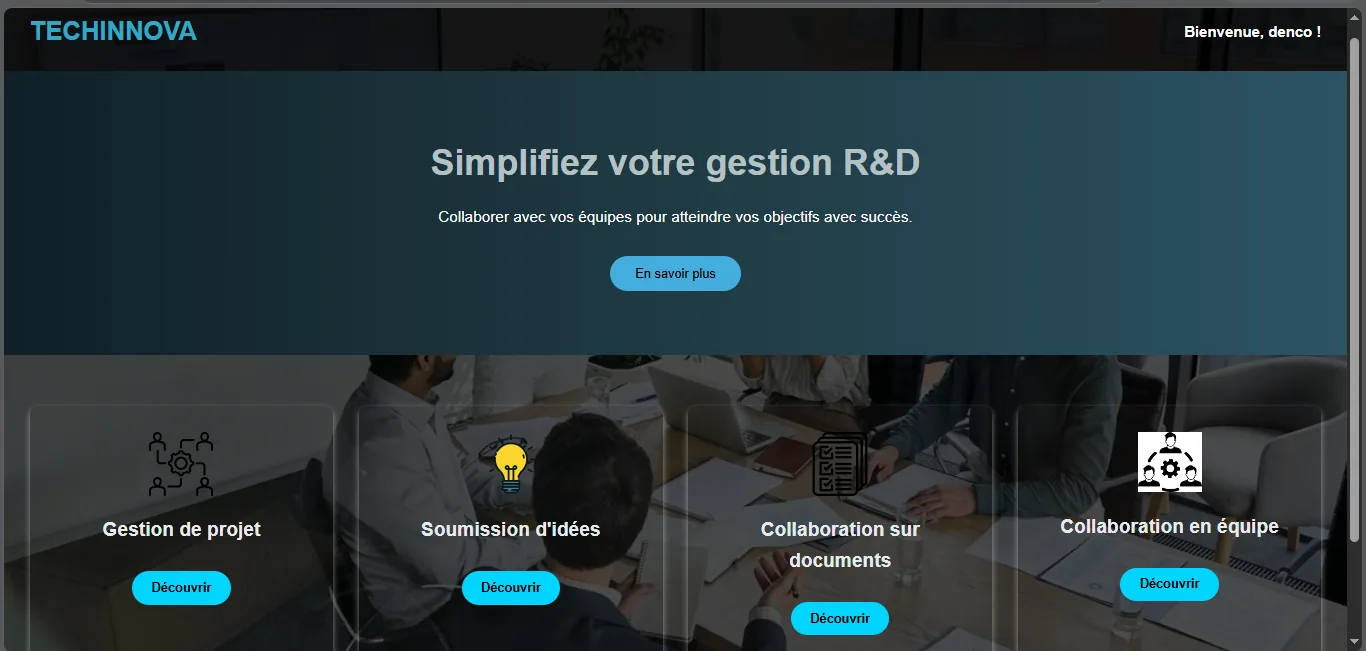 TECHINNOVA
Bienvenue, denco !
Simplifiez votre gestion R&D
Collaborer avec vos équipes pour atteindre vos objectifs avec succès.
En savoir plus
Gestion de projet
Découvrir
Soumission d'idées
Découvrir
Collaboration sur
documents
Découvrir
Collaboration en équipe
Découvrir